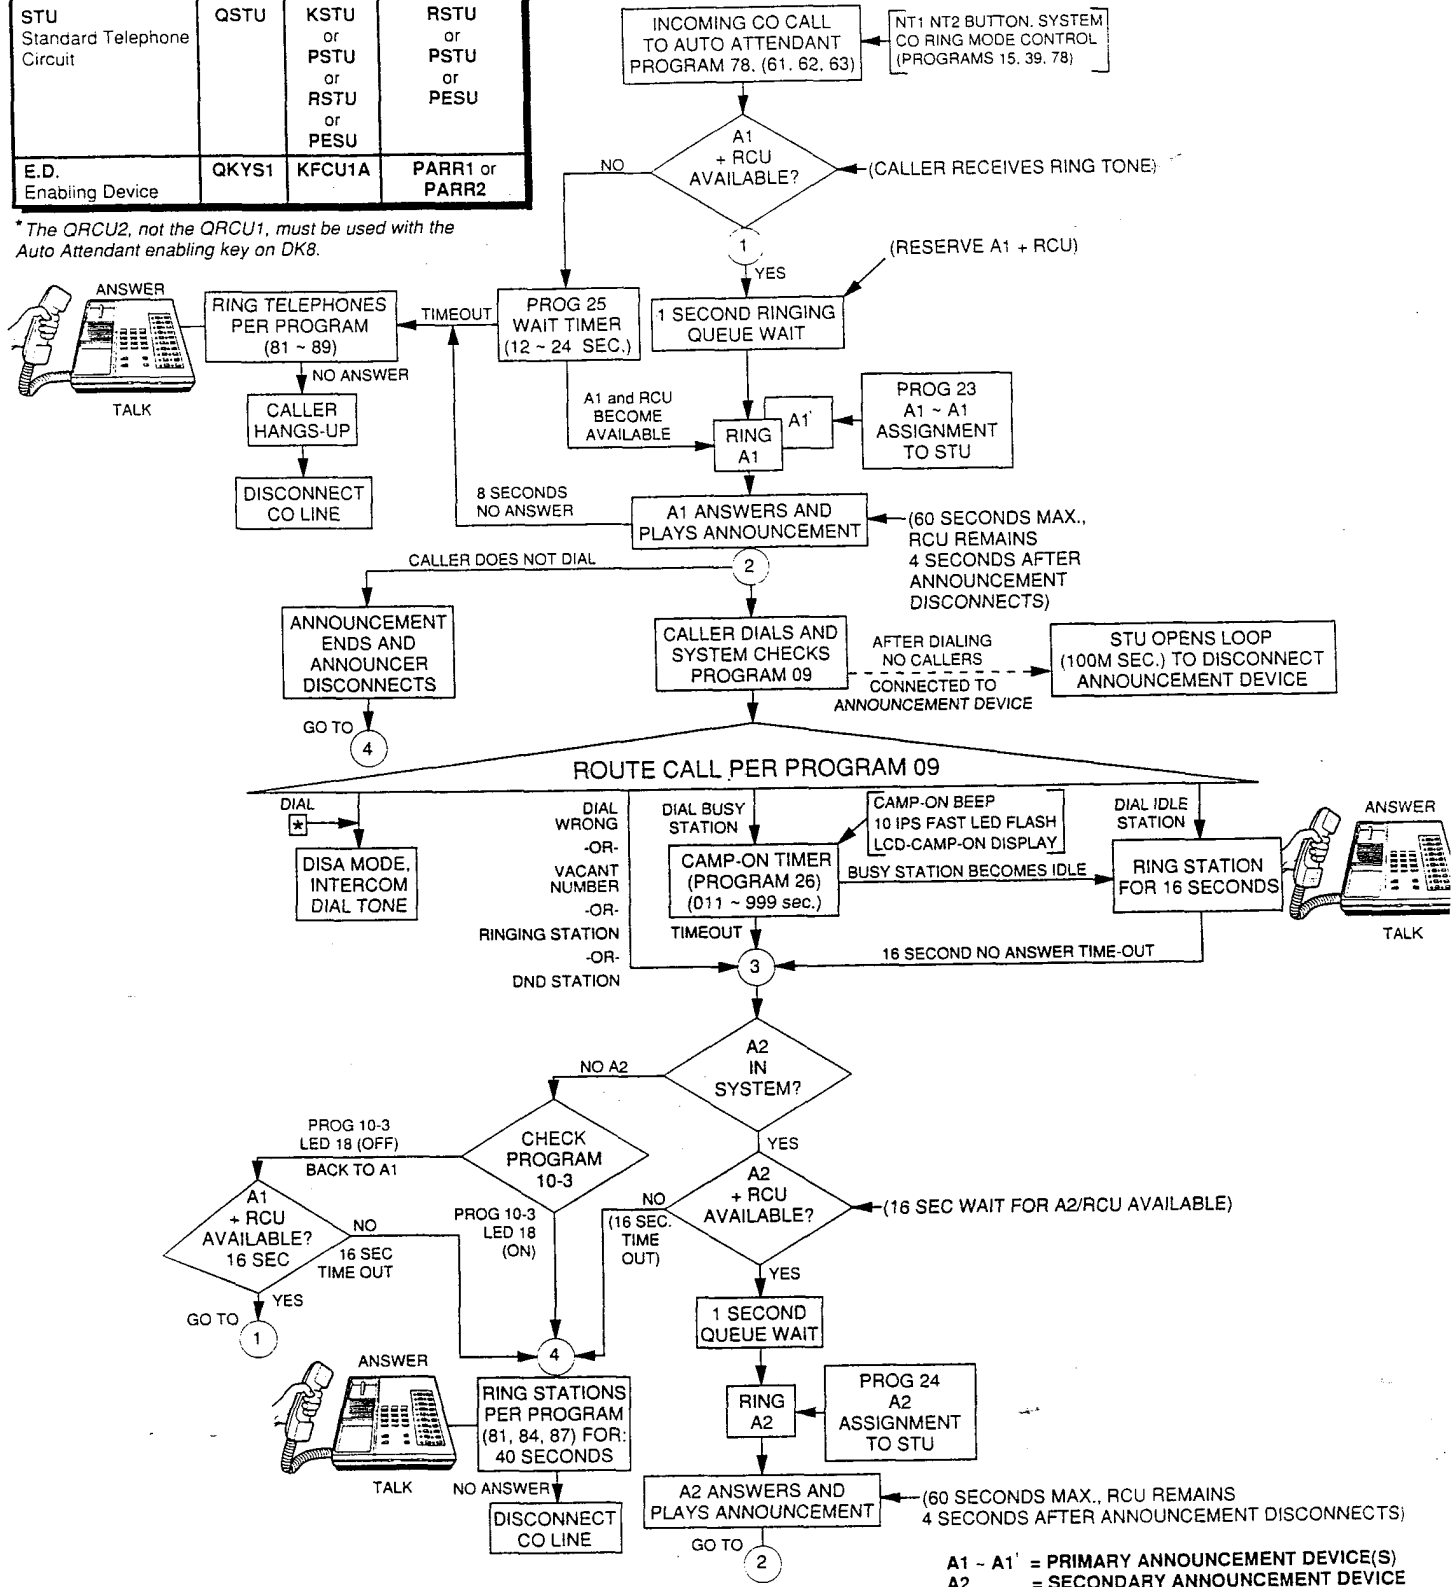 STU
Standard Telephone
Circuit
QSTU
KSTU
or
PSTU
or
RSTU
or
PESU
RSTU
or
PSTU
or
PESU
E.D.
Enabling Device
QKYS1
KFCU1A
PARR1 or
PARR2
* The QRCU2, not the QRCU1, must be used with the
Auto Attendant enabling key on DK8.
INCOMING CO CALL
TO AUTO ATTENDANT
PROGRAM 78, (61, 62, 63)
NT1 NT2 BUTTON. SYSTEM
CO RING MODE CONTROL
(PROGRAMS 15, 39, 78)
A1
+ RCU
AVAILABLE?
NO
(CALLER RECEIVES RING TONE)
1
YES
(RESERVE A1 + RCU)
ANSWER
TALK
RING TELEPHONES
PER PROGRAM
(81 ~ 89)
TIMEOUT
PROG 25
WAIT TIMER
(12 ~ 24 SEC.)
1 SECOND RINGING
QUEUE WAIT
NO ANSWER
CALLER
HANGS-UP
DISCONNECT
CO LINE
A1 and RCU
BECOME
AVAILABLE
RING
A1
A1'
PROG 23
A1 ~ A1
ASSIGNMENT
TO STU
8 SECONDS
NO ANSWER
A1 ANSWERS AND
PLAYS ANNOUNCEMENT
(60 SECONDS MAX.,
RCU REMAINS
4 SECONDS AFTER
ANNOUNCEMENT
DISCONNECTS)
CALLER DOES NOT DIAL
2
ANNOUNCEMENT
ENDS AND
ANNOUNCER
DISCONNECTS
GO TO
4
CALLER DIALS AND
SYSTEM CHECKS
PROGRAM 09
AFTER DIALING
NO CALLERS
CONNECTED TO
ANNOUNCEMENT DEVICE
STU OPENS LOOP
(100M SEC.) TO DISCONNECT
ANNOUNCEMENT DEVICE
ROUTE CALL PER PROGRAM 09
DIAL
*
DISA MODE,
INTERCOM
DIAL TONE
DIAL
WRONG
-OR-
VACANT
NUMBER
-OR-
RINGING STATION
-OR-
DND STATION
DIAL BUSY
STATION
CAMP-ON BEEP
10 IPS FAST LED FLASH
LCD-CAMP-ON DISPLAY
CAMP-ON TIMER
(PROGRAM 26)
(011 ~ 999 sec.)
BUSY STATION BECOMES IDLE
DIAL IDLE
STATION
RING STATION
FOR 16 SECONDS
ANSWER
TALK
TIMEOUT
3
16 SECOND NO ANSWER TIME-OUT
A2
IN
SYSTEM?
NO A2
YES
CHECK
PROGRAM
10-3
PROG 10-3
LED 18 (OFF)
BACK TO A1
A1
+ RCU
AVAILABLE?
16 SEC
NO
16 SEC
TIME OUT
YES
GO TO
1
PROG 10-3
LED 18
(ON)
A2
+ RCU
AVAILABLE?
NO
(16 SEC.
TIME
OUT)
(16 SEC WAIT FOR A2/RCU AVAILABLE)
YES
1 SECOND
QUEUE WAIT
4
ANSWER
TALK
RING STATIONS
PER PROGRAM
(81, 84, 87) FOR:
40 SECONDS
NO ANSWER
DISCONNECT
CO LINE
RING
A2
PROG 24
A2
ASSIGNMENT
TO STU
A2 ANSWERS AND
PLAYS ANNOUNCEMENT
(60 SECONDS MAX., RCU REMAINS
4 SECONDS AFTER ANNOUNCEMENT DISCONNECTS)
GO TO
2
A1 ~ A1' = PRIMARY ANNOUNCEMENT DEVICE(S)
A2 = SECONDARY ANNOUNCEMENT DEVICE